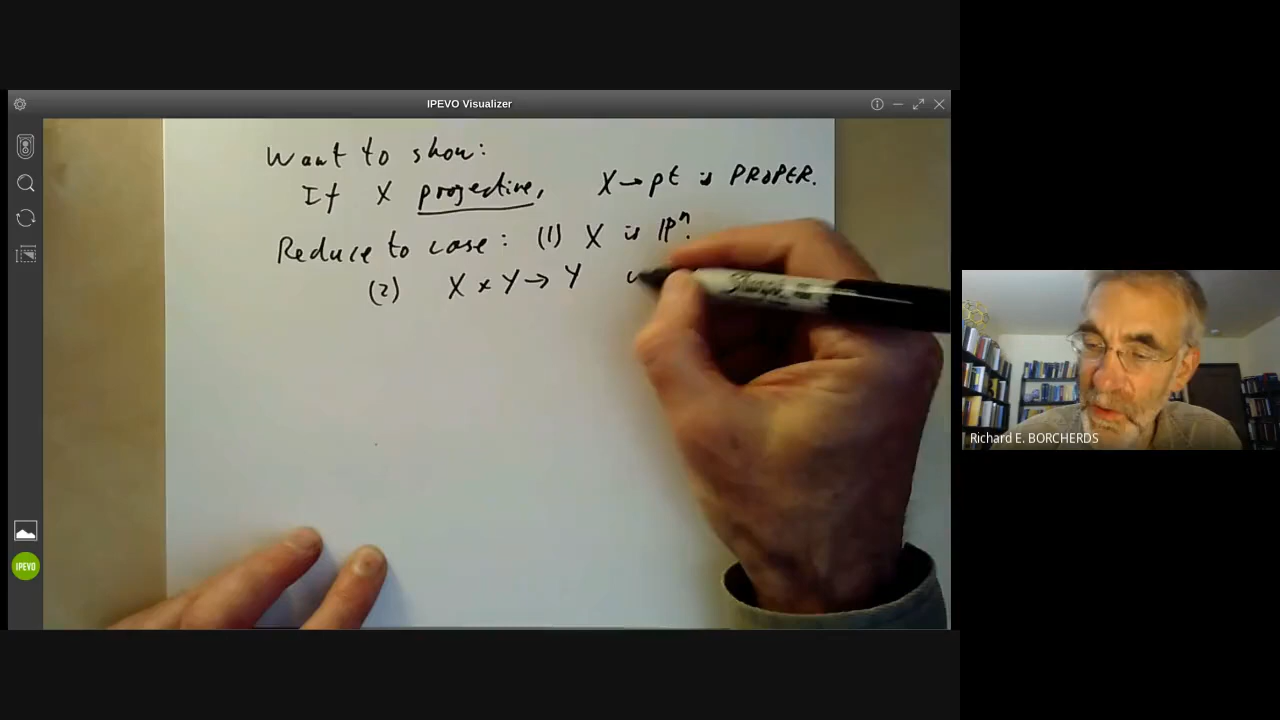 IPEVO Visualizer
Want to show:
If X projective, X → pt is PROPER.
Reduce to case: (1) X is ℙⁿ.
(2) X × Y → Y
IPEVO
Richard E. BORCHERDS